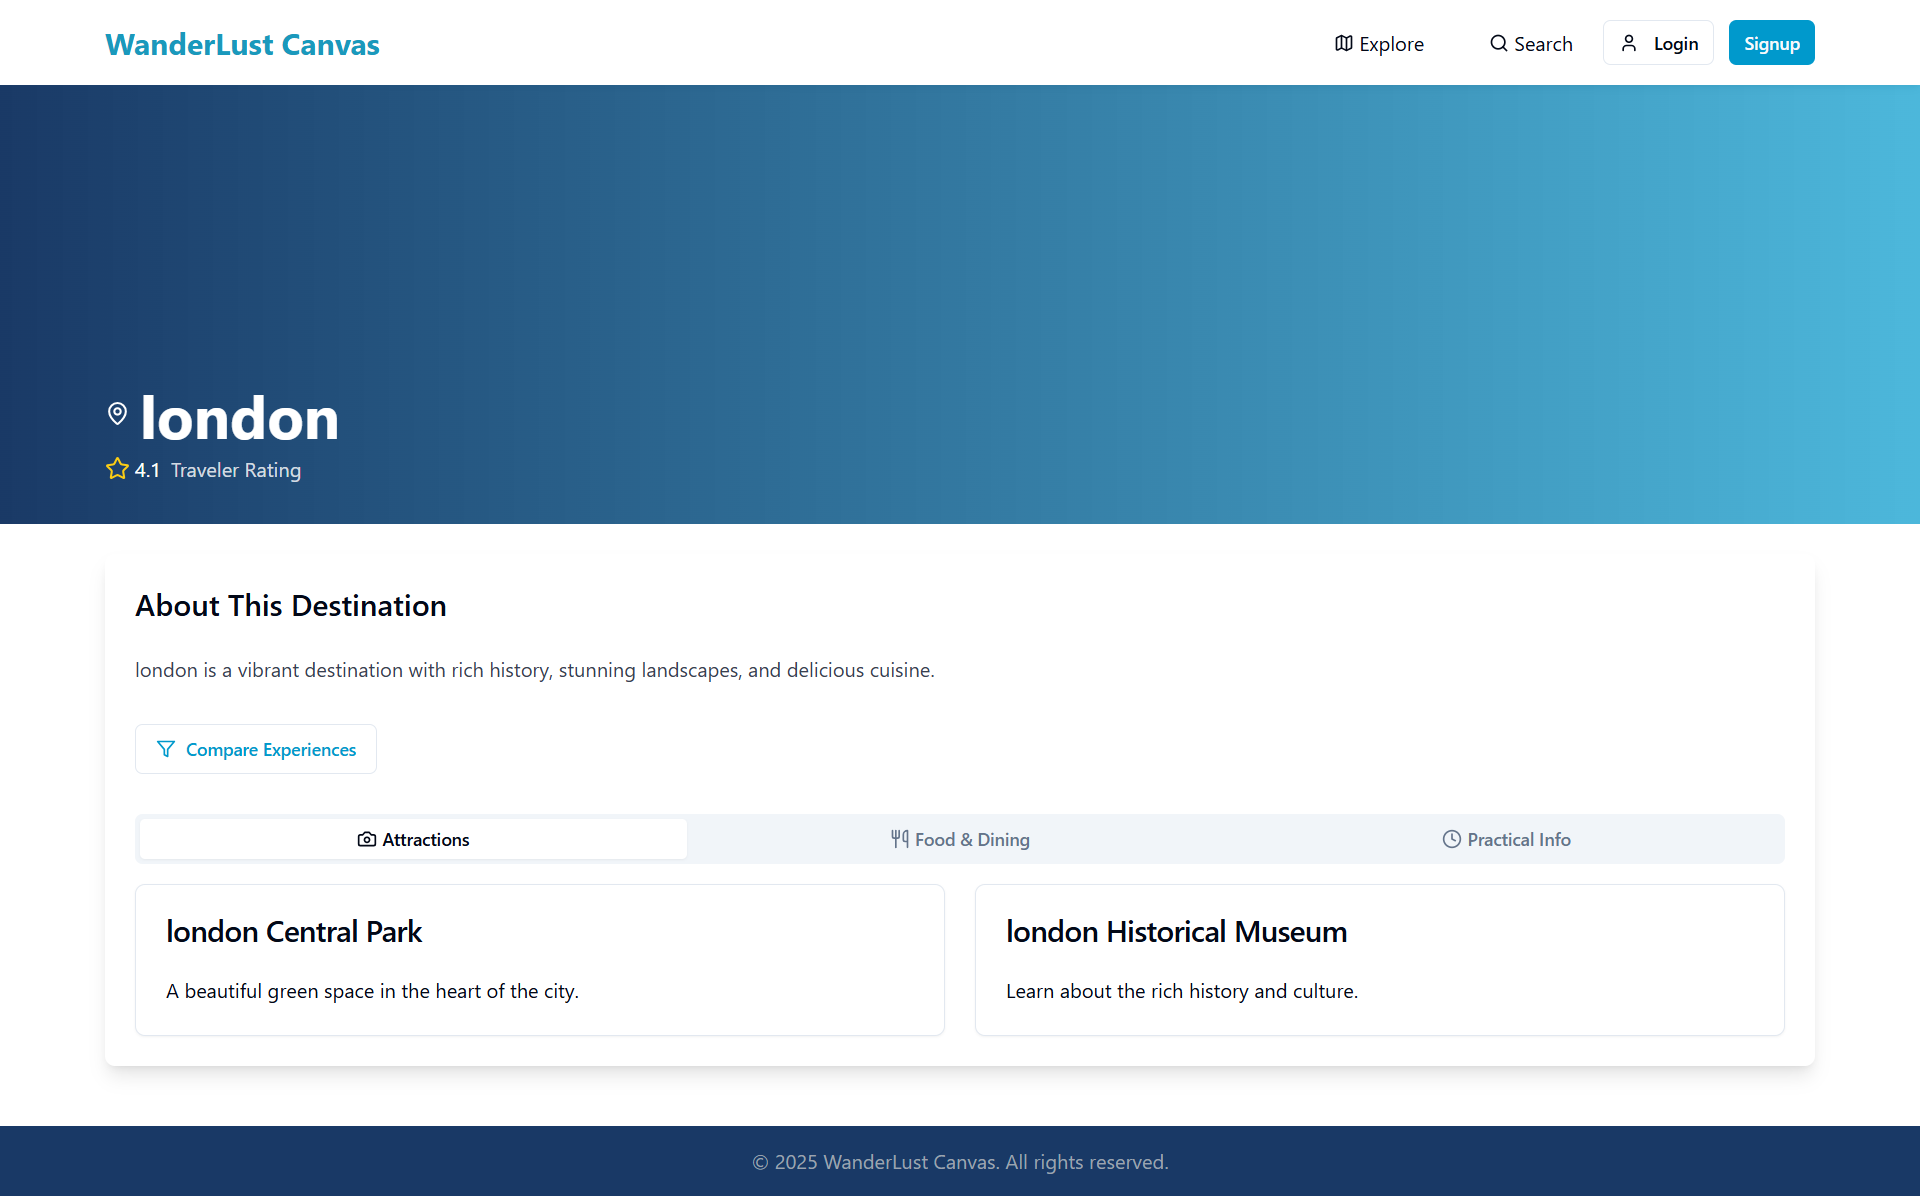 WanderLust Canvas
Explore
Search
Login
Signup
london
4.1 Traveler Rating
About This Destination
london is a vibrant destination with rich history, stunning landscapes, and delicious cuisine.
Compare Experiences
Attractions
Food & Dining
Practical Info
london Central Park
A beautiful green space in the heart of the city.
london Historical Museum
Learn about the rich history and culture.
© 2025 WanderLust Canvas. All rights reserved.